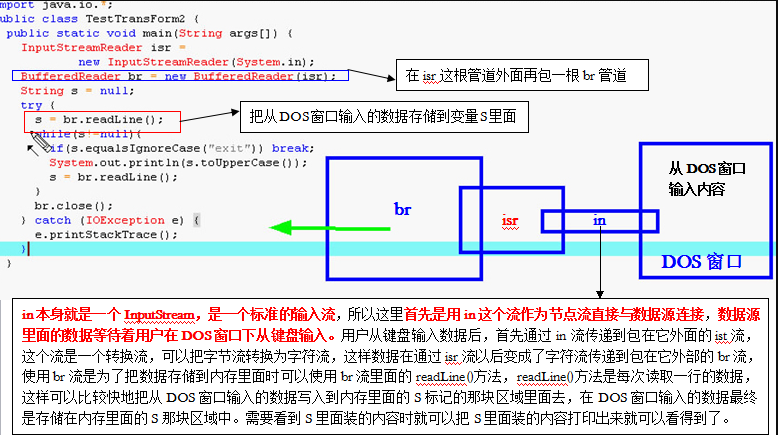 mport java.io.*;
ublic class TestTransForm2 {
public static void main(String args[]) {
InputStreamReader isr =
new InputStreamReader(System.in);
BufferedReader br = new BufferedReader(isr);
String s = null;
try {
s = br.readLine();
while(s!=null){
if(s.equalsIgnoreCase("exit")) break;
System.out.println(s.toUpperCase());
s = br.readLine();
}
br.close();
} catch (IOException e) {
e.printStackTrace();
}
}
在 isr 这根管道外面再包一根 br 管道
把从 DOS 窗口输入的数据存储到变量 S 里面
br
isr
in
从 DOS 窗口
输入内容
DOS 窗口
in 本身就是一个 InputStream，是一个标准的输入流，所以这里首先是用 in 这个流作为节点流直接与数据源连接，数据源
里面的数据等待着用户在 DOS 窗口下从键盘输入。用户从键盘输入数据后，首先通过 in 流传递到包在它外面的 ist 流，
这个流是一个转换流，可以把字节流转换为字符流，这样数据在通过 isr 流以后变成了字符流传递到包在它外部的 br 流，
使用 br 流是为了把数据存储到内存里面时可以使用 br 流里面的 readLine()方法，readLine()方法是每次读取一行的数据，
这样可以比较快地把从 DOS 窗口输入的数据写入到内存里面的 S 标记的那块区域里面去，在 DOS 窗口输入的数据最终
是存储在内存里面的 S 那块区域中。需要看到 S 里面装的内容时就可以把 S 里面装的内容打印出来就可以看得到了。